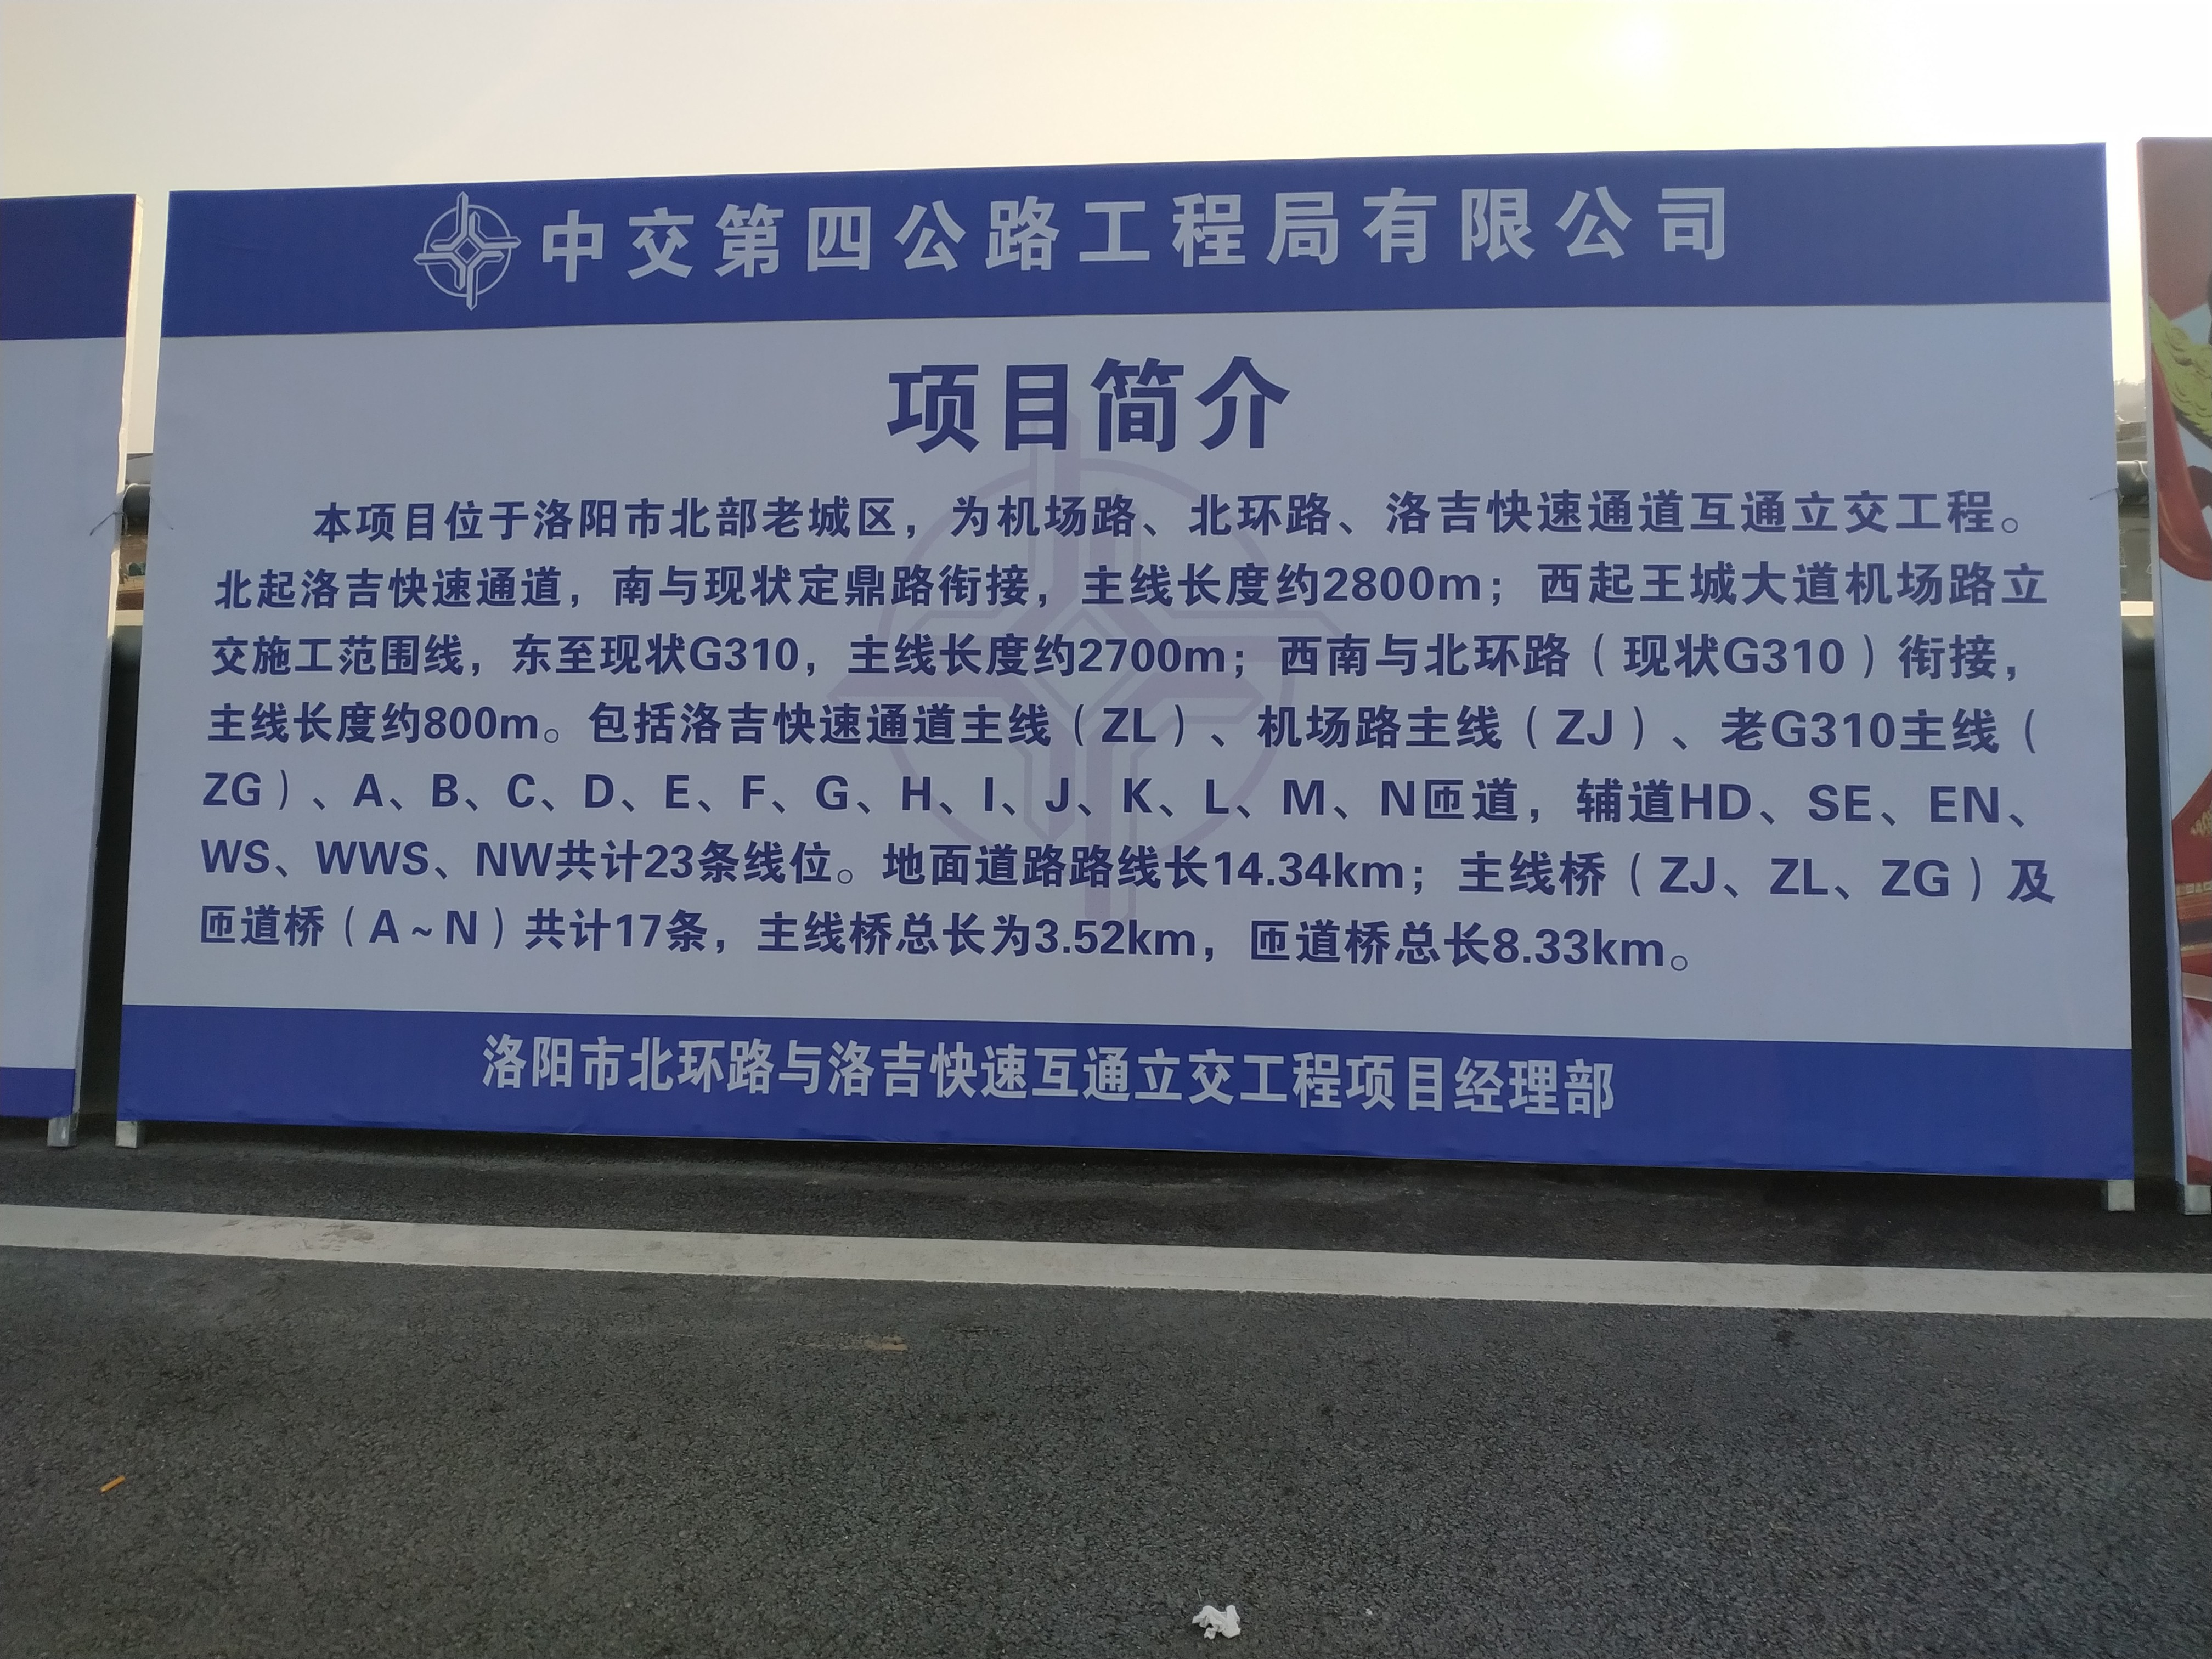 中交第四公路工程局有限公司
项目简介
本项目位于洛阳市北部老城区，为机场路、北环路、洛吉快速通道互通立交工程。
北起洛吉快速通道，南与现状定鼎路衔接，主线长度约2800m；西起王城大道机场路立
交施工范围线，东至现状G310，主线长度约2700m；西南与北环路（现状G310）衔接，
主线长度约800m。包括洛吉快速通道主线（ZL）、机场路主线（ZJ）、老G310主线（
ZG）、A、B、C、D、E、F、G、H、I、J、K、L、M、N匝道，辅道HD、SE、EN、
WS、WWS、NW共计23条线位。地面道路路线长14.34km；主线桥（ZJ、ZL、ZG）及
匝道桥（A~N）共计17条，主线桥总长为3.52km，匝道桥总长8.33km。
洛阳市北环路与洛吉快速互通立交工程项目经理部